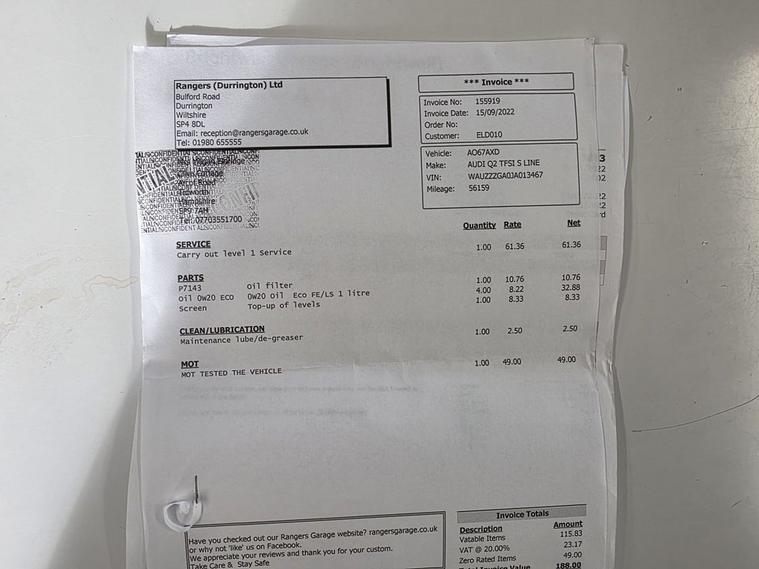 Rangers (Durrington) Ltd
Bulford Road
Durrington
Wiltshire
SP4 8DL
Email: reception@rangersgarage.co.uk
Tel: 01980 655555
*** Invoice ***
Invoice No: 155919
Invoice Date: 15/09/2022
Order No:
Customer: ELD010
Vehicle: AO67AXD
Make: AUDI Q2 TFSI S LINE
VIN: WAUZZZGA0JA013467
Mileage: 56159
Road
Hampshire
Tel: 07703551700
Quantity Rate Net
SERVICE
Carry out level 1 Service 1.00 61.36 61.36
PARTS
P7143 Oil filter 1.00 10.76 10.76
oil 0w20 ECO 0w20 oil Eco FE/LS 1 litre 4.00 8.22 32.88
Screen Top-up of levels 1.00 8.33 8.33
CLEAN/LUBRICATION
Maintenance lube/de-greaser 1.00 2.50 2.50
MOT
MOT TESTED THE VEHICLE 1.00 49.00 49.00
Have you checked out our Rangers Garage website? rangersgarage.co.uk
or why not 'like' us on Facebook.
We appreciate your reviews and thank you for your custom.
Take Care & Stay Safe
Invoice Totals
Description Amount
Vatable Items 115.83
VAT @ 20.00% 23.17
Zero Rated Items 49.00
Total Invoice Value 188.00